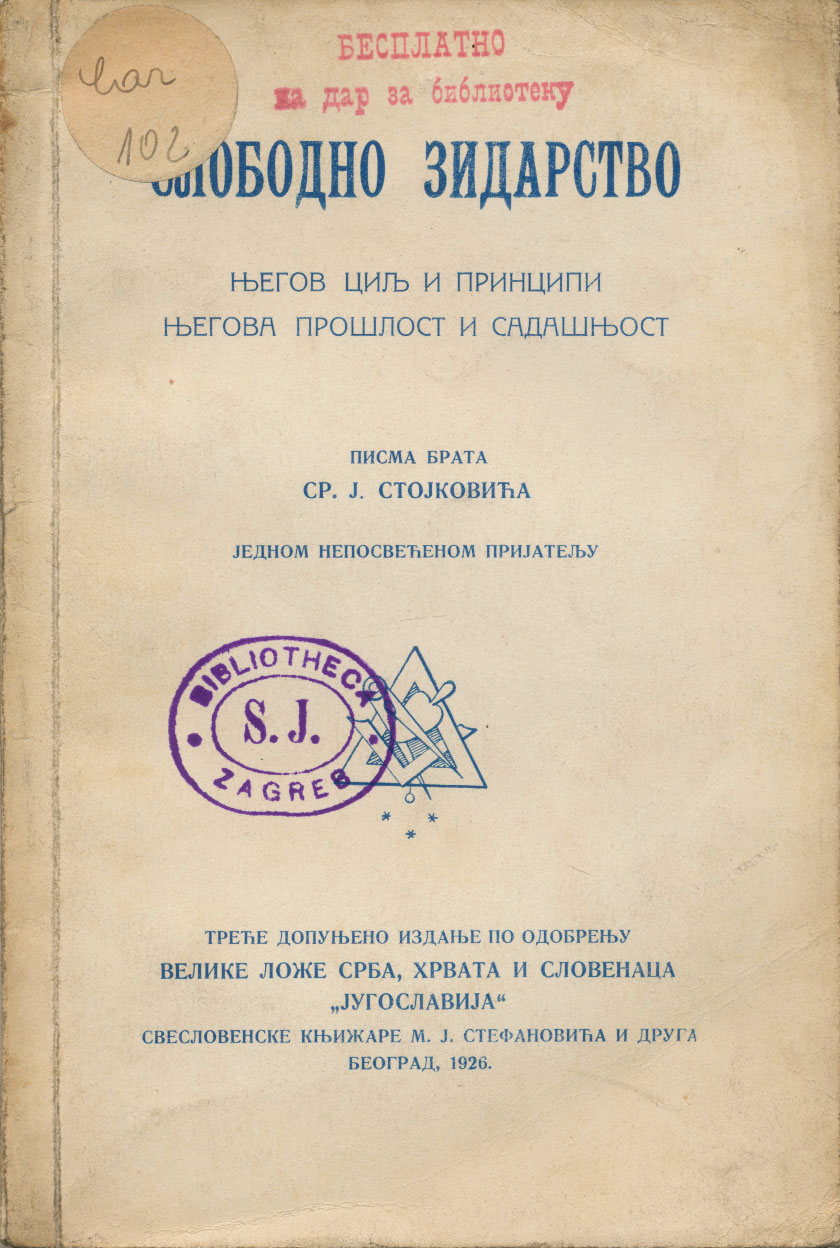 БЕСПЛАТНО
на дар за библиотеку
102
СЛОБОДНО ЗИДАРСТВО
ЊЕГОВ ЦИЉ И ПРИНЦИПИ
ЊЕГОВА ПРОШЛОСТ И САДАШЊОСТ
ПИСМА БРАТА
СР. Ј. СТОЈКОВИЋА
ЈЕДНОМ НЕПОСВЕЋЕНОМ ПРИЈАТЕЉУ
BIBLIOTHECA
S. J.
ZAGREB
ТРЕЋЕ ДОПУЊЕНО ИЗДАЊЕ ПО ОДОБРЕЊУ
ВЕЛИКЕ ЛОЖЕ СРБА, ХРВАТА И СЛОВЕНАЦА
„ЈУГОСЛАВИЈА“
СВЕСЛОВЕНСКЕ КЊИЖАРЕ М. Ј. СТЕФАНОВИЋА И ДРУГА
БЕОГРАД, 1926.